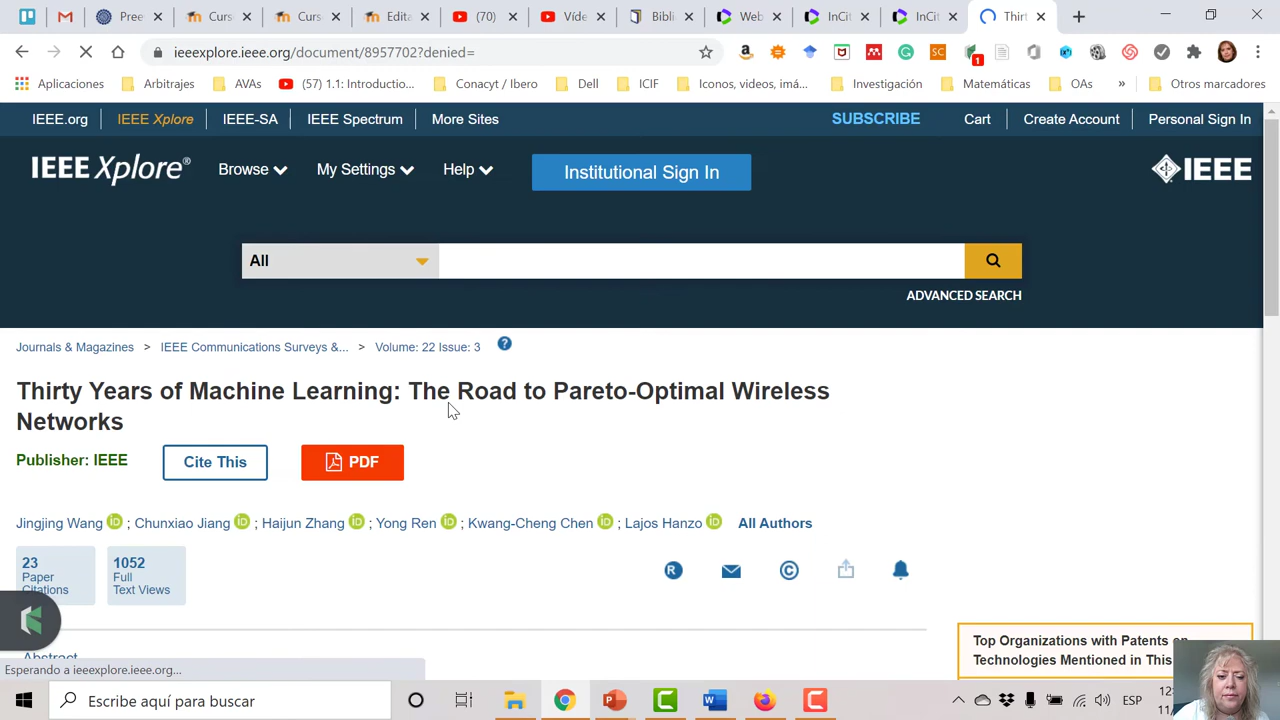 Pree
Curs
Curs
Edita
(70)
Víde
Bibli
Web
InCit
InCit
Thirt
ieeexplore.ieee.org/document/8957702?denied=
Aplicaciones
Arbitrajes
AVAs
(57) 1.1: Introductio...
Conacyt / Ibero
Dell
ICIF
Iconos, videos, imá...
Investigación
Matemáticas
OAs
»
Otros marcadores
IEEE.org
IEEE Xplore
IEEE-SA
IEEE Spectrum
More Sites
SUBSCRIBE
Cart
Create Account
Personal Sign In
IEEE Xplore®
Browse
My Settings
Help
Institutional Sign In
IEEE
All
ADVANCED SEARCH
Journals & Magazines > IEEE Communications Surveys &... > Volume: 22 Issue: 3
Thirty Years of Machine Learning: The Road to Pareto-Optimal Wireless
Networks
Publisher: IEEE
Cite This
PDF
Jingjing Wang ; Chunxiao Jiang ; Haijun Zhang ; Yong Ren ; Kwang-Cheng Chen ; Lajos Hanzo All Authors
23
Paper
Citations
1052
Full
Text Views
Abstract
Top Organizations with Patents on
Technologies Mentioned in This
Esperando a ieeexplore.ieee.org...
Escribe aquí para buscar
ESP